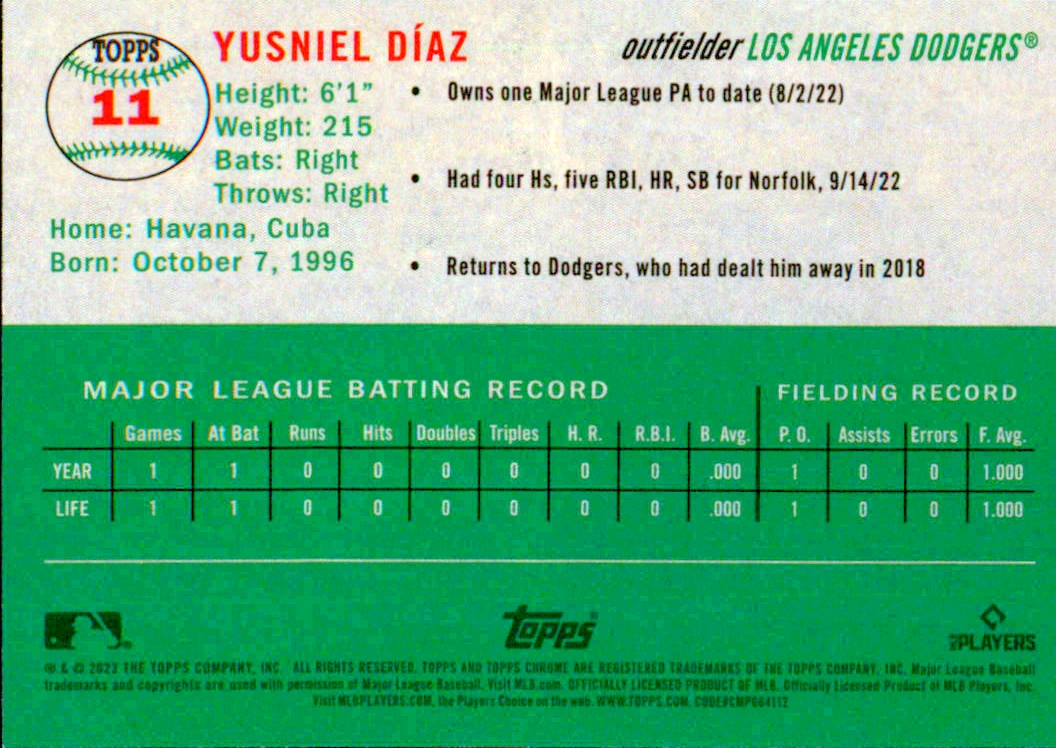 TOPPS
11
YUSNIEL DÍAZ
outfielder LOS ANGELES DODGERS®
Height: 6'1”
Weight: 215
Bats: Right
Throws: Right
Home: Havana, Cuba
Born: October 7, 1996
• Owns one Major League PA to date (8/2/22)
• Had four Hs, five RBI, HR, SB for Norfolk, 9/14/22
• Returns to Dodgers, who had dealt him away in 2018
MAJOR LEAGUE BATTING RECORD FIELDING RECORD
Games At Bat Runs Hits Doubles Triples H. R. R.B.I. B. Avg. P. O. Assists Errors F. Avg.
YEAR 1 1 0 0 0 0 0 0 .000 1 0 0 1.000
LIFE 1 1 0 0 0 0 0 0 .000 1 0 0 1.000
Topps®
PLAYERS
® & © 2023 THE TOPPS COMPANY, INC. ALL RIGHTS RESERVED. TOPPS AND TOPPS CHROME ARE REGISTERED TRADEMARKS OF THE TOPPS COMPANY, INC. Major League Baseball
trademarks and copyrights are used with permission of Major League Baseball. Visit MLB.com. OFFICIALLY LICENSED PRODUCT OF MLB. Officially Licensed Product of MLB Players, Inc.
Visit MLBPLAYERS.COM, the Players Choice on the web. WWW.TOPPS.COM. CODE#CMPG64112